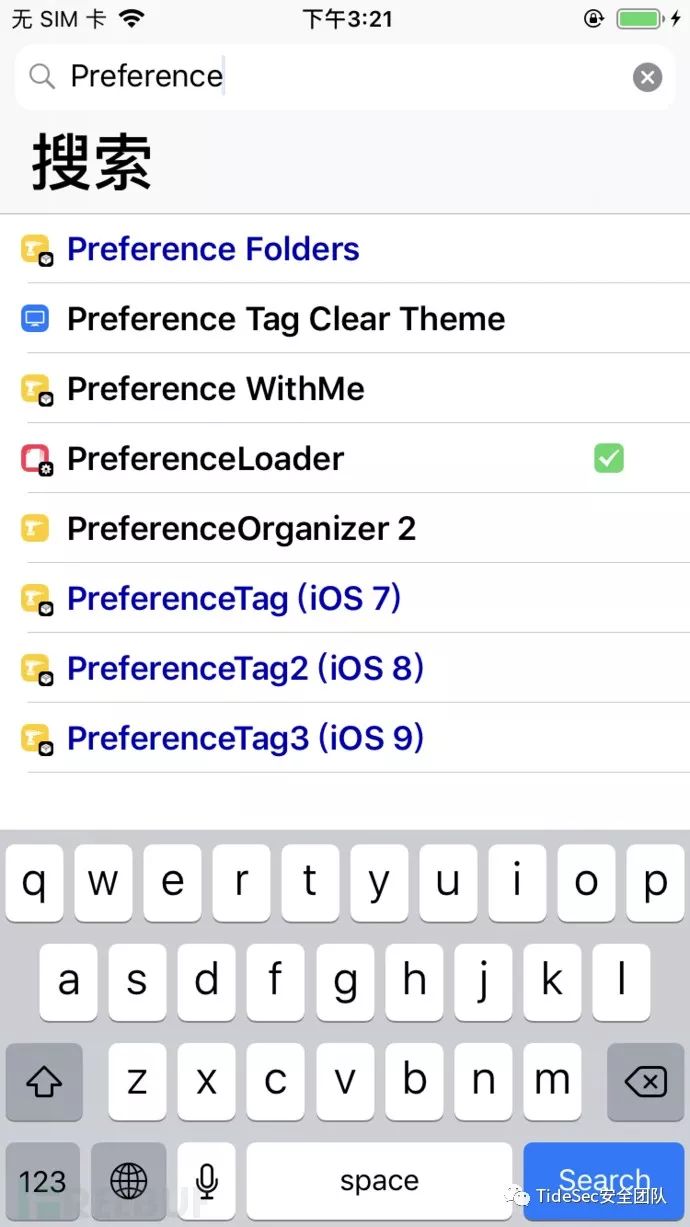 无 SIM 卡 下午3:21
Preference
搜索
Preference Folders
Preference Tag Clear Theme
Preference WithMe
PreferenceLoader
PreferenceOrganizer 2
PreferenceTag (iOS 7)
PreferenceTag2 (iOS 8)
PreferenceTag3 (iOS 9)
q w e r t y u i o p
a s d f g h j k l
z x c v b n m
123 space Search
REEBUF TideSec安全团队